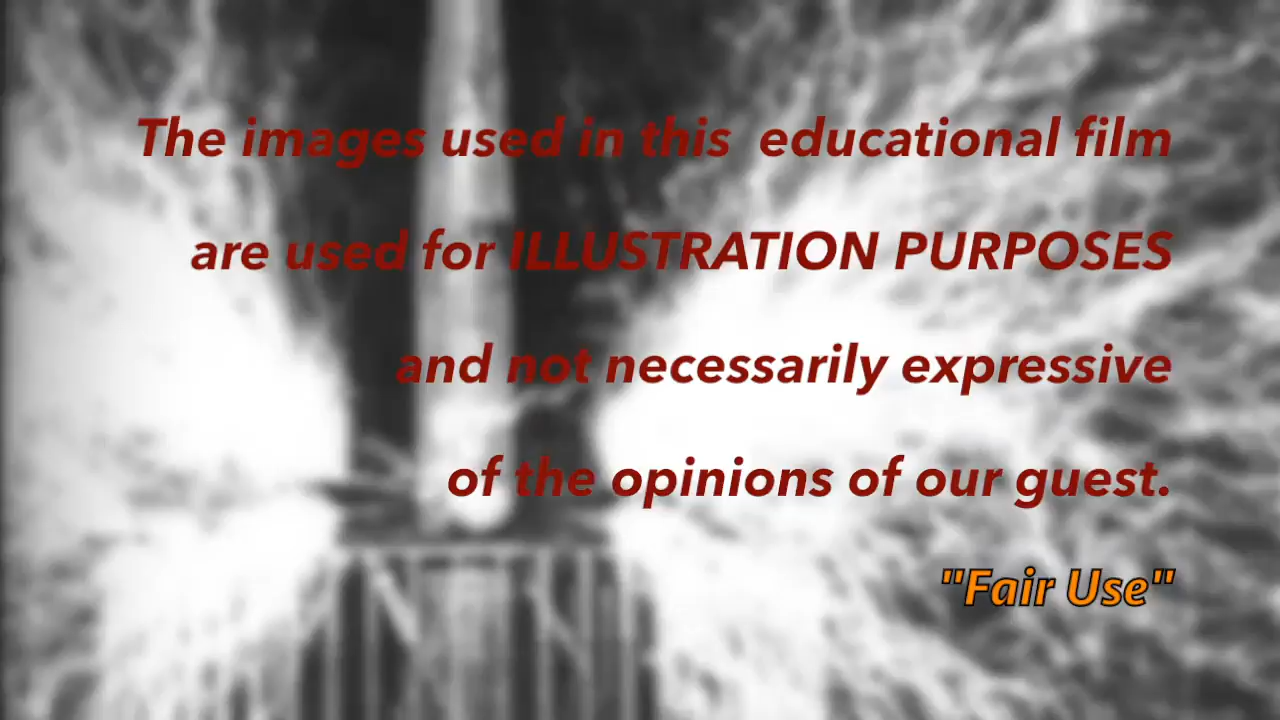 The images used in this  educational film
are used for ILLUSTRATION PURPOSES
and not necessarily expressive
of the opinions of our guest.
"Fair Use"